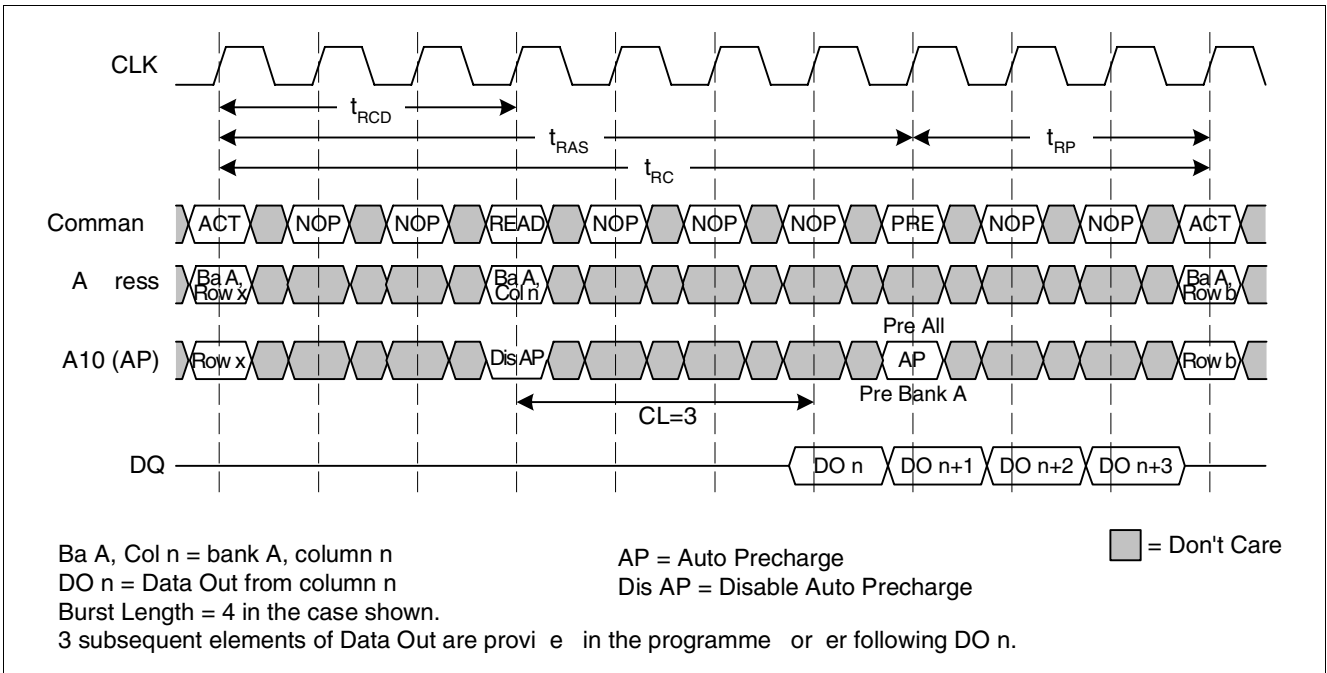 CLK
tRCD
tRAS
tRP
tRC
Comman ACT NOP NOP READ NOP NOP NOP PRE NOP NOP ACT
A ress Ba A, Row x Ba A, Col n Ba A, Row b
Pre All
A10 (AP) Row x Dis AP AP Row b
Pre Bank A
CL=3
DQ DO n DO n+1 DO n+2 DO n+3
Ba A, Col n = bank A, column n
DO n = Data Out from column n
Burst Length = 4 in the case shown.
3 subsequent elements of Data Out are provi e in the programme or er following DO n.
AP = Auto Precharge
Dis AP = Disable Auto Precharge
= Don't Care